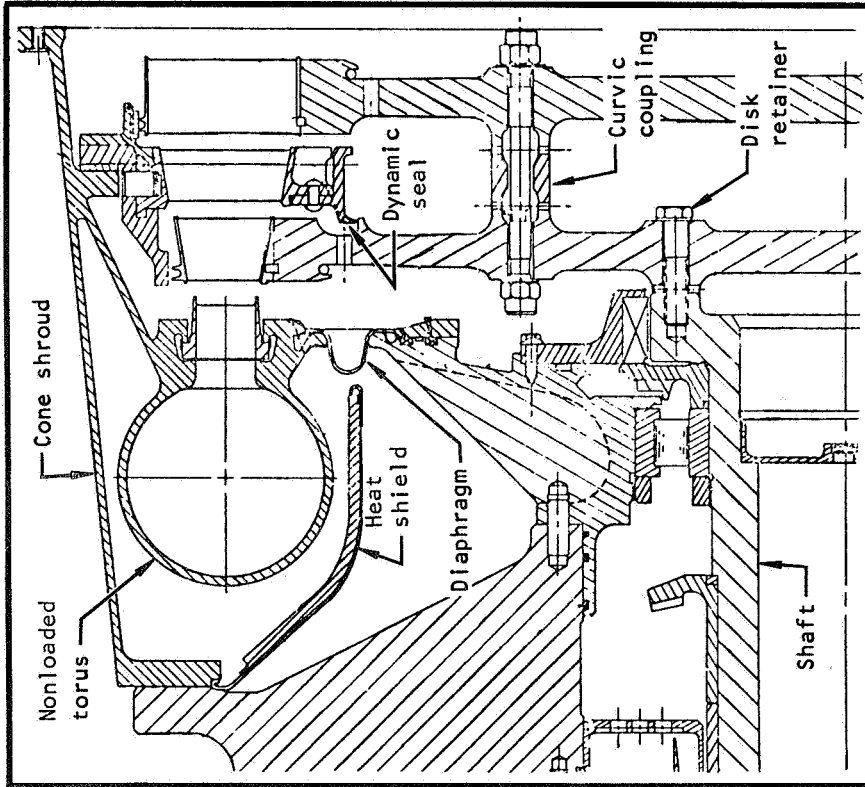 Cone shroud
Nonloaded
torus
Heat
shield
Diaphragm
Dynamic
seal
Curvic
coupling
Disk
retainer
Shaft